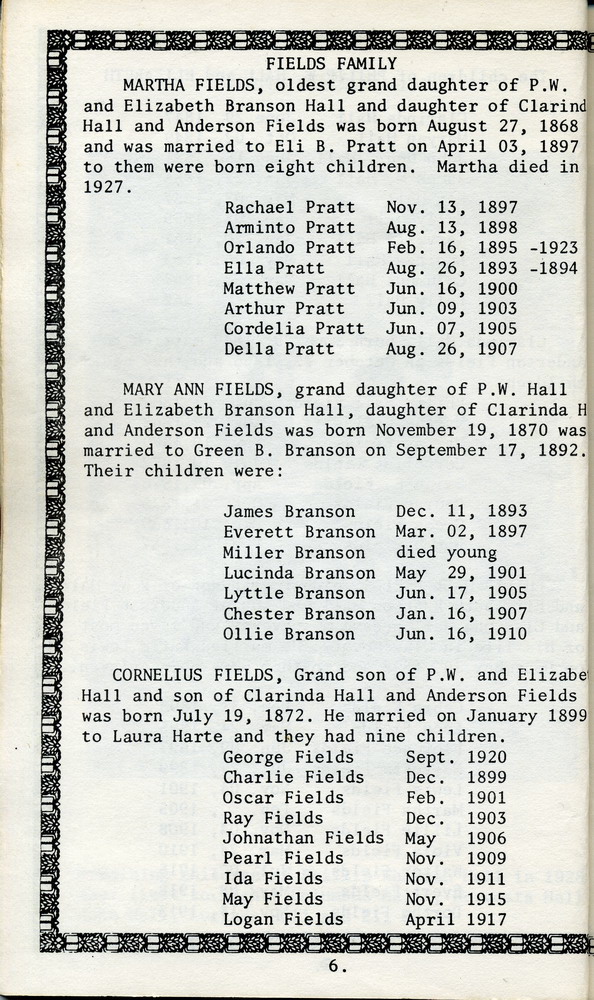 FIELDS FAMILY
MARTHA FIELDS, oldest grand daughter of P.W.
and Elizabeth Branson Hall and daughter of Clarind
Hall and Anderson Fields was born August 27, 1868
and was married to Eli B. Pratt on April 03, 1897
to them were born eight children. Martha died in
1927.
Rachael Pratt Nov. 13, 1897
Arminto Pratt Aug. 13, 1898
Orlando Pratt Feb. 16, 1895 -1923
Ella Pratt Aug. 26, 1893 -1894
Matthew Pratt Jun. 16, 1900
Arthur Pratt Jun. 09, 1903
Cordelia Pratt Jun. 07, 1905
Della Pratt Aug. 26, 1907
MARY ANN FIELDS, grand daughter of P.W. Hall
and Elizabeth Branson Hall, daughter of Clarinda H
and Anderson Fields was born November 19, 1870 was
married to Green B. Branson on September 17, 1892.
Their children were:
James Branson Dec. 11, 1893
Everett Branson Mar. 02, 1897
Miller Branson died young
Lucinda Branson May 29, 1901
Lyttle Branson Jun. 17, 1905
Chester Branson Jan. 16, 1907
Ollie Branson Jun. 16, 1910
CORNELIUS FIELDS, Grand son of P.W. and Elizabe
Hall and son of Clarinda Hall and Anderson Fields
was born July 19, 1872. He married on January 1899
to Laura Harte and they had nine children.
George Fields Sept. 1920
Charlie Fields Dec. 1899
Oscar Fields Feb. 1901
Ray Fields Dec. 1903
Johnathan Fields May 1906
Pearl Fields Nov. 1909
Ida Fields Nov. 1911
May Fields Nov. 1915
Logan Fields April 1917
6.